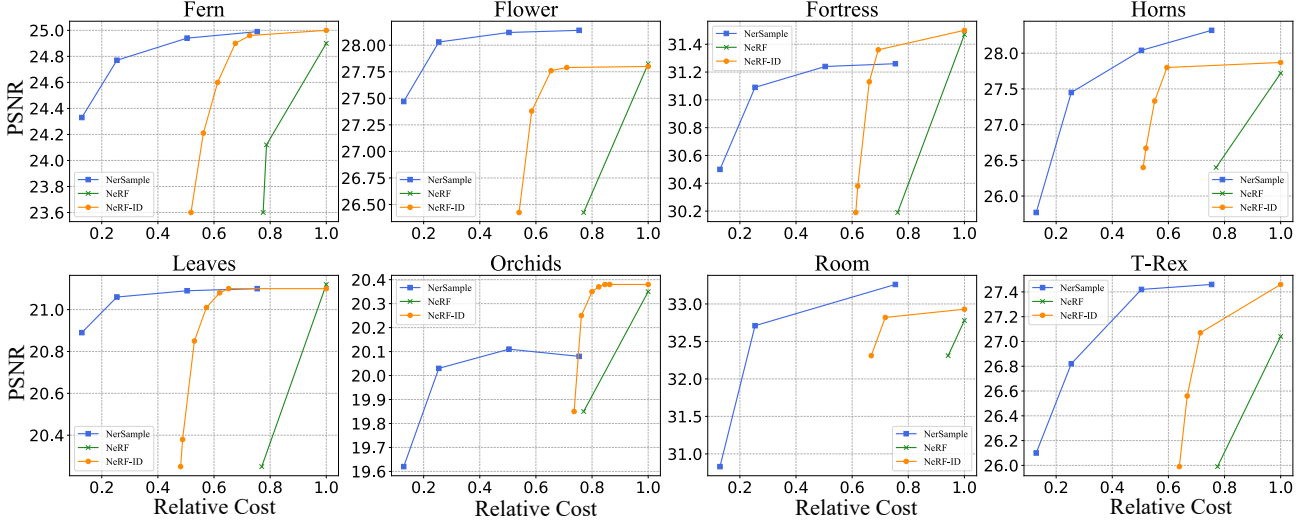 Fern
Flower
Fortress
Horns
PSNR
25.0
24.8
24.6
24.4
24.2
24.0
23.8
23.6
NerSample
NeRF
NeRF-ID
0.2 0.4 0.6 0.8 1.0
28.00
27.75
27.50
27.25
27.00
26.75
26.50
NerSample
NeRF
NeRF-ID
0.2 0.4 0.6 0.8 1.0
31.4
31.2
31.0
30.8
30.6
30.4
30.2
NerSample
NeRF
NeRF-ID
0.2 0.4 0.6 0.8 1.0
28.0
27.5
27.0
26.5
26.0
NerSample
NeRF
NeRF-ID
0.2 0.4 0.6 0.8 1.0
Leaves
Orchids
Room
T-Rex
PSNR
21.0
20.8
20.6
20.4
NerSample
NeRF
NeRF-ID
0.2 0.4 0.6 0.8 1.0
Relative Cost
20.4
20.3
20.2
20.1
20.0
19.9
19.8
19.7
19.6
NerSample
NeRF
NeRF-ID
0.2 0.4 0.6 0.8 1.0
Relative Cost
33.0
32.5
32.0
31.5
31.0
NerSample
NeRF
NeRF-ID
0.2 0.4 0.6 0.8 1.0
Relative Cost
27.4
27.2
27.0
26.8
26.6
26.4
26.2
26.0
NerSample
NeRF
NeRF-ID
0.2 0.4 0.6 0.8 1.0
Relative Cost